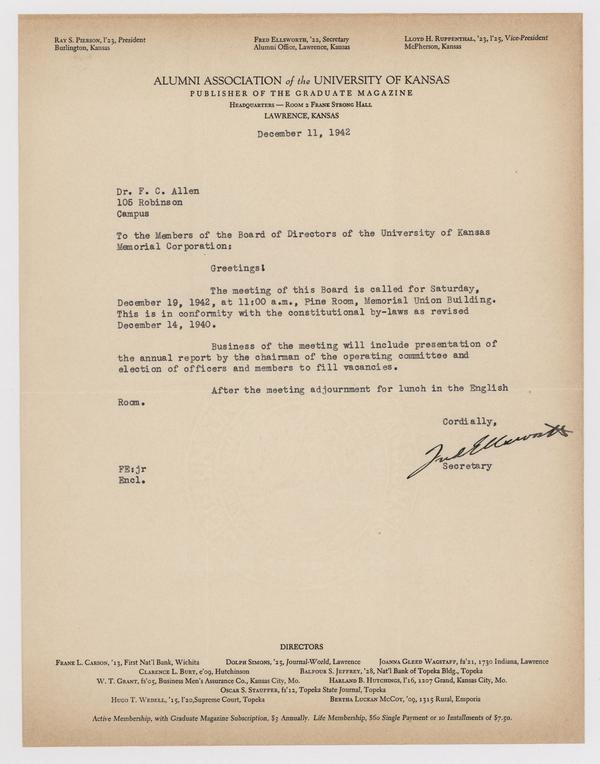 Ray S. Pierson, l'23, President
Burlington, Kansas
Fred Ellsworth, '22, Secretary
Alumni Office, Lawrence, Kansas
Lloyd H. Ruppenthal, '23, l'25, Vice-President
McPherson, Kansas
ALUMNI ASSOCIATION of the UNIVERSITY OF KANSAS
PUBLISHER OF THE GRADUATE MAGAZINE
Headquarters — Room 2 Frank Strong Hall
LAWRENCE, KANSAS
December 11, 1942
Dr. F. C. Allen
105 Robinson
Campus
To the Members of the Board of Directors of the University of Kansas
Memorial Corporation:
Greetings!
The meeting of this Board is called for Saturday,
December 19, 1942, at 11:00 a.m., Pine Room, Memorial Union Building.
This is in conformity with the constitutional by-laws as revised
December 14, 1940.
Business of the meeting will include presentation of
the annual report by the chairman of the operating committee and
election of officers and members to fill vacancies.
After the meeting adjournment for lunch in the English
Room.
Cordially,
Fred Ellsworth
Secretary
FE:jr
Encl.
DIRECTORS
Frank L. Carson, '13, First Nat'l Bank, Wichita Dolph Simons, '25, Journal-World, Lawrence Joanna Gleed Wagstaff, fs'21, 1730 Indiana, Lawrence
Clarence L. Burt, e'09, Hutchinson Balfour S. Jeffrey, '28, Nat'l Bank of Topeka Bldg., Topeka
W. T. Grant, fs'05, Business Men's Assurance Co., Kansas City, Mo. Harland B. Hutchings, l'16, 1207 Grand, Kansas City, Mo.
Oscar S. Stauffer, fs'12, Topeka State Journal, Topeka
Hugo T. Wedell, '15, l'20, Supreme Court, Topeka Bertha Luckan McCoy, '09, 1315 Rural, Emporia
Active Membership, with Graduate Magazine Subscription, $3 Annually. Life Membership, $60 Single Payment or 10 Installments of $7.50.